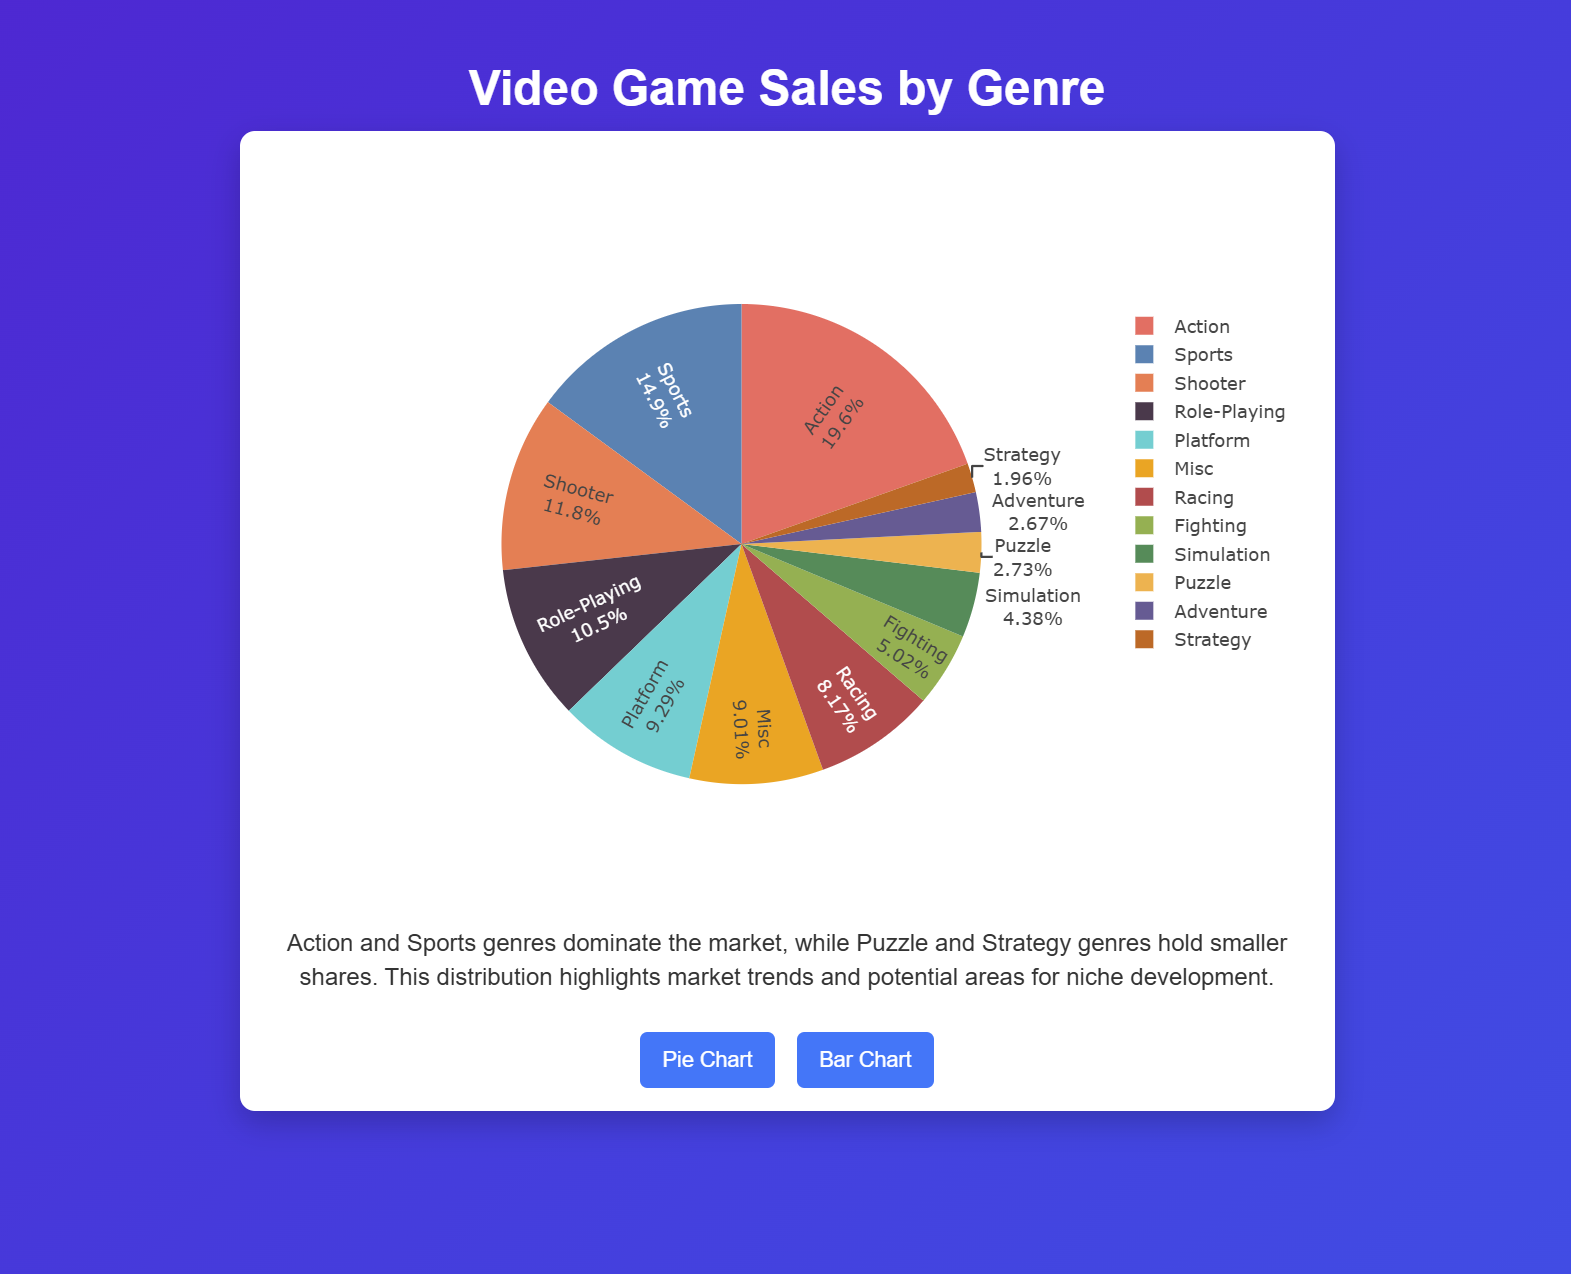 Video Game Sales by Genre
Sports
14.9%
Action
19.6%
Shooter
11.8%
Role-Playing
10.5%
Platform
9.29%
Misc
9.01%
Racing
8.17%
Fighting
5.02%
Strategy
1.96%
Adventure
2.67%
Puzzle
2.73%
Simulation
4.38%
Action
Sports
Shooter
Role-Playing
Platform
Misc
Racing
Fighting
Simulation
Puzzle
Adventure
Strategy
Action and Sports genres dominate the market, while Puzzle and Strategy genres hold smaller
shares. This distribution highlights market trends and potential areas for niche development.
Pie Chart
Bar Chart